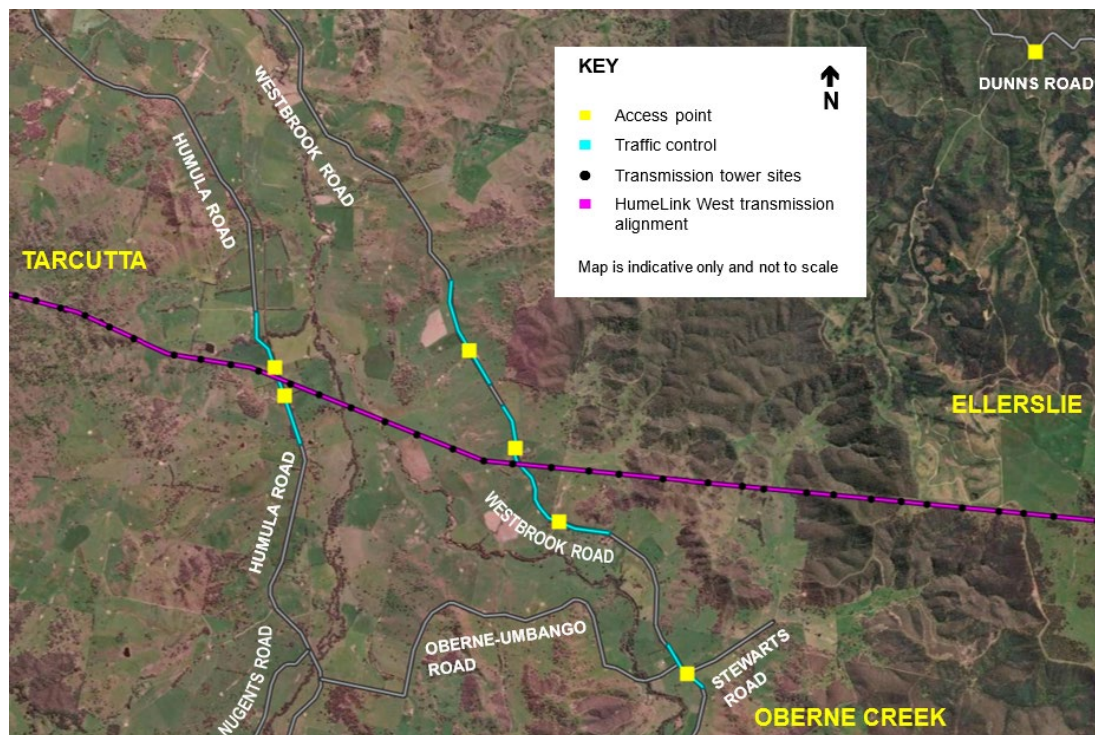 KEY
N
Access point
Traffic control
Transmission tower sites
HumeLink West transmission
alignment
Map is indicative only and not to scale
DUNNS ROAD
WESTBROOK ROAD
HUMULA ROAD
TARCUTTA
ELLERSLIE
HUMULA ROAD
WESTBROOK ROAD
OBERNE-UMBANGO
ROAD
STEWARTS
ROAD
NUGENTS ROAD
OBERNE CREEK